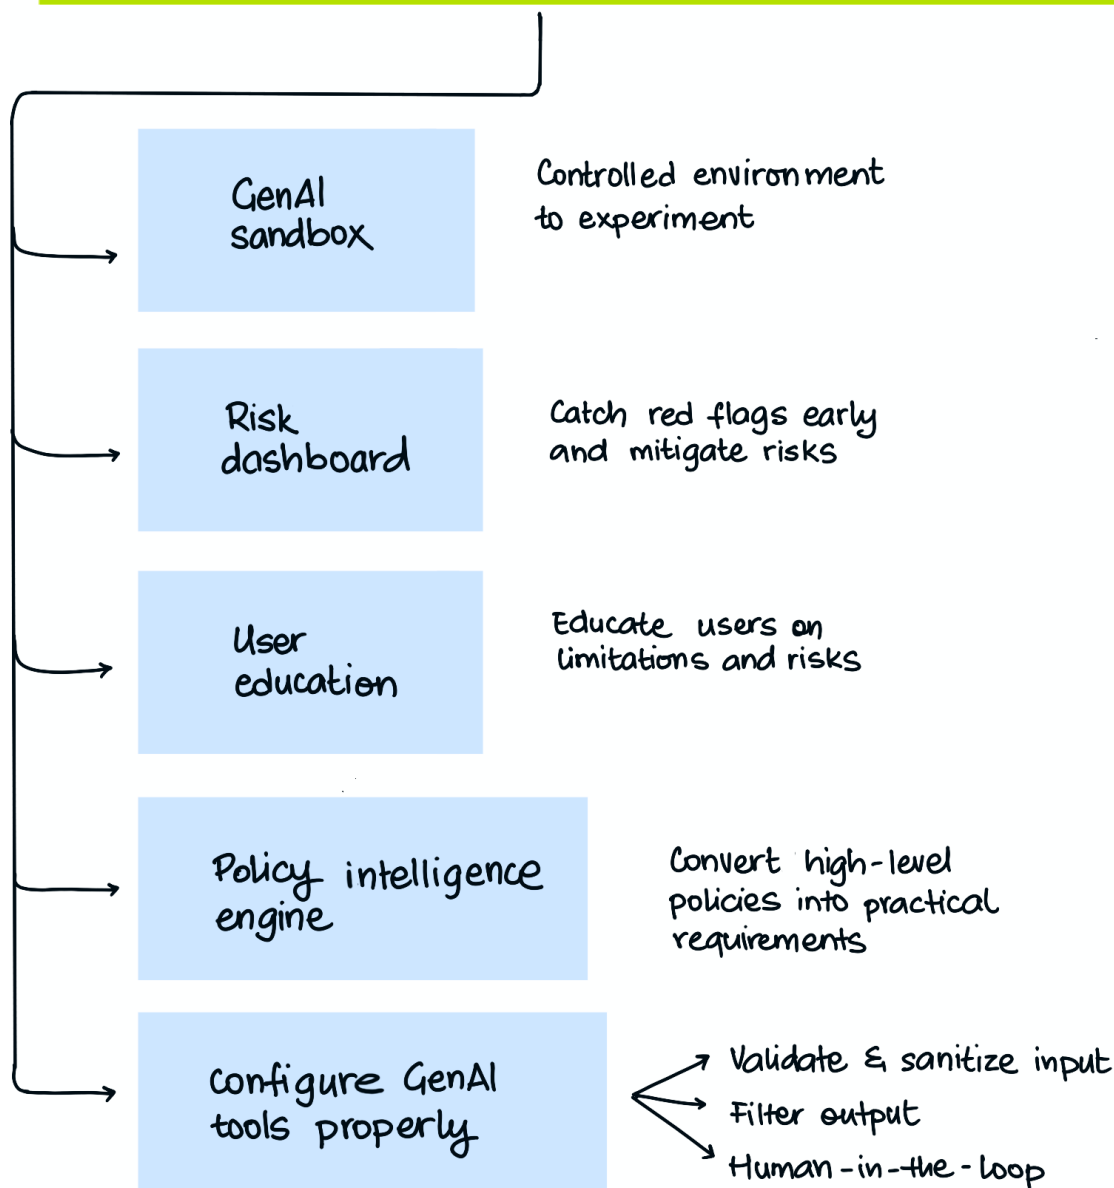 GenAI
sandbox
Controlled environment
to experiment
Risk
dashboard
Catch red flags early
and mitigate risks
User
education
Educate users on
limitations and risks
Policy intelligence
engine
Convert high-level
policies into practical
requirements
configure GenAI
tools properly
Validate & sanitize input
Filter output
Human-in-the-loop